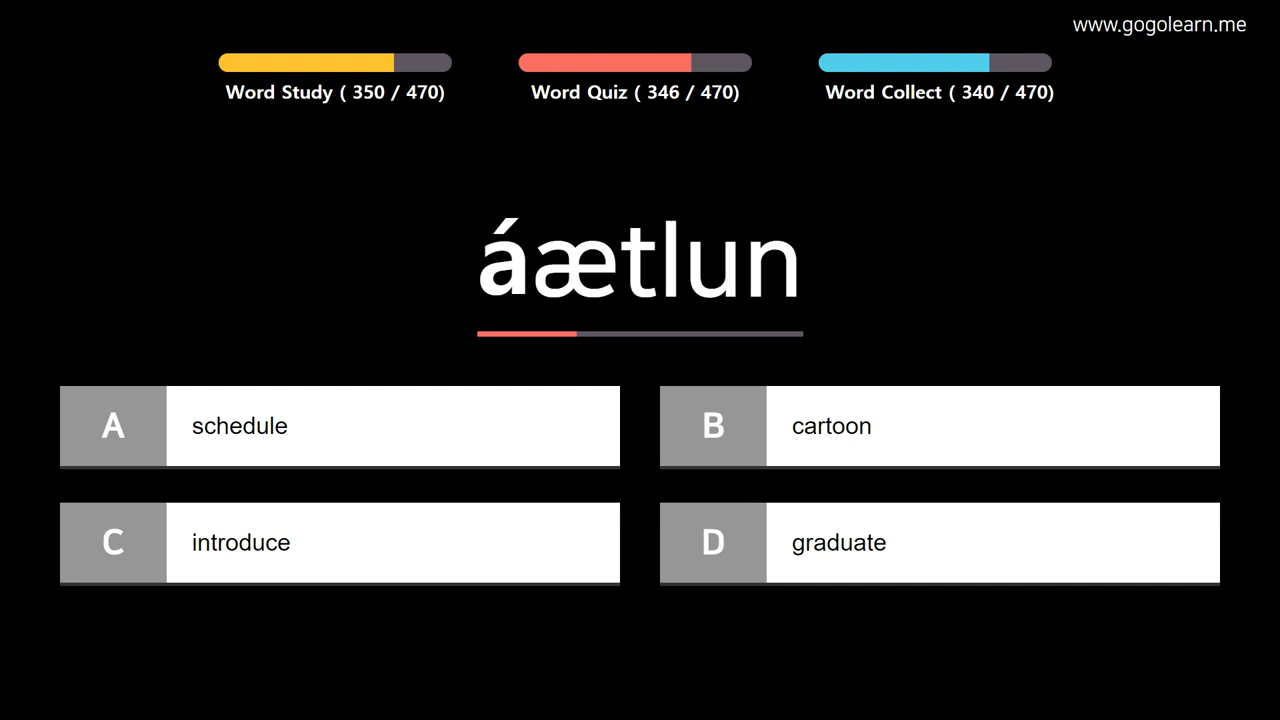 www.gogolearn.me
Word Study ( 350 / 470)
Word Quiz ( 346 / 470)
Word Collect ( 340 / 470)
áætlun
A schedule
B cartoon
C introduce
D graduate